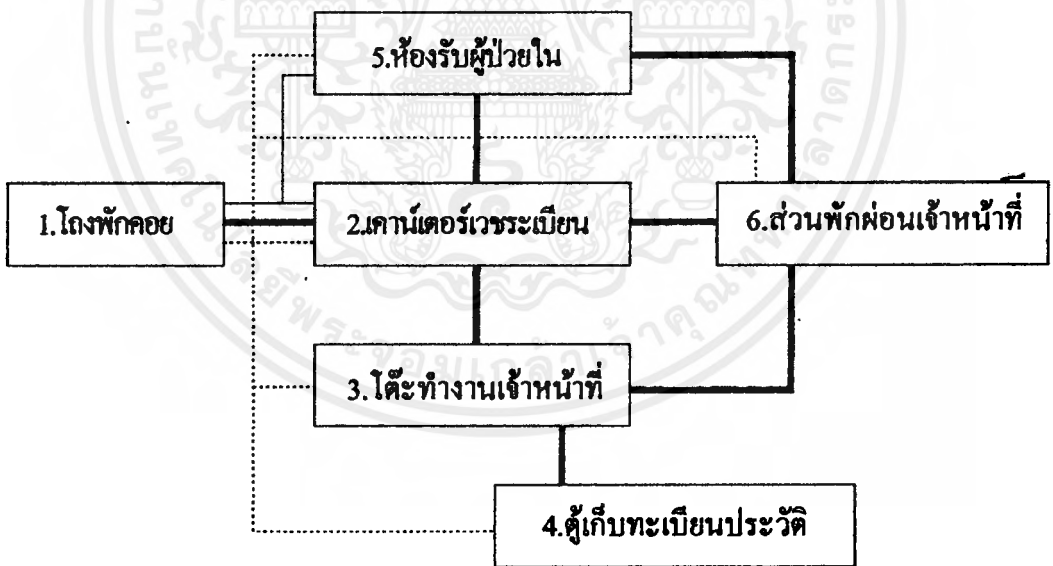 5.ห้องรับผู้ป่วยใน
1.โถงพักคอย
2.เคาน์เตอร์เวชระเบียน
6.ส่วนพักผ่อนเจ้าหน้าที่
3.โต๊ะทำงานเจ้าหน้าที่
4.ตู้เก็บทะเบียนประวัติ